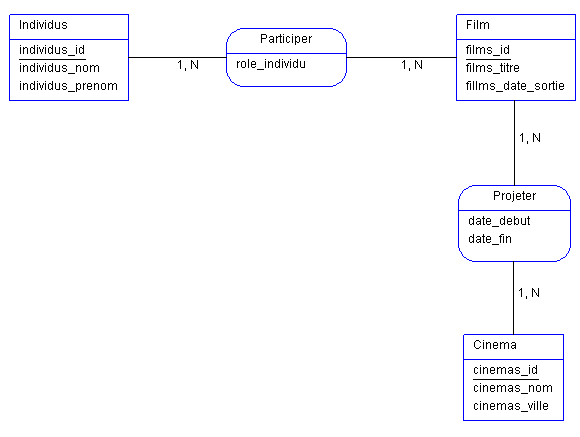 Individus
individus_id
individus_nom
individus_prenom
1, N
Participer
role_individu
1, N
Film
films_id
films_titre
fillms_date_sortie
1, N
Projeter
date_debut
date_fin
1, N
Cinema
cinemas_id
cinemas_nom
cinemas_ville